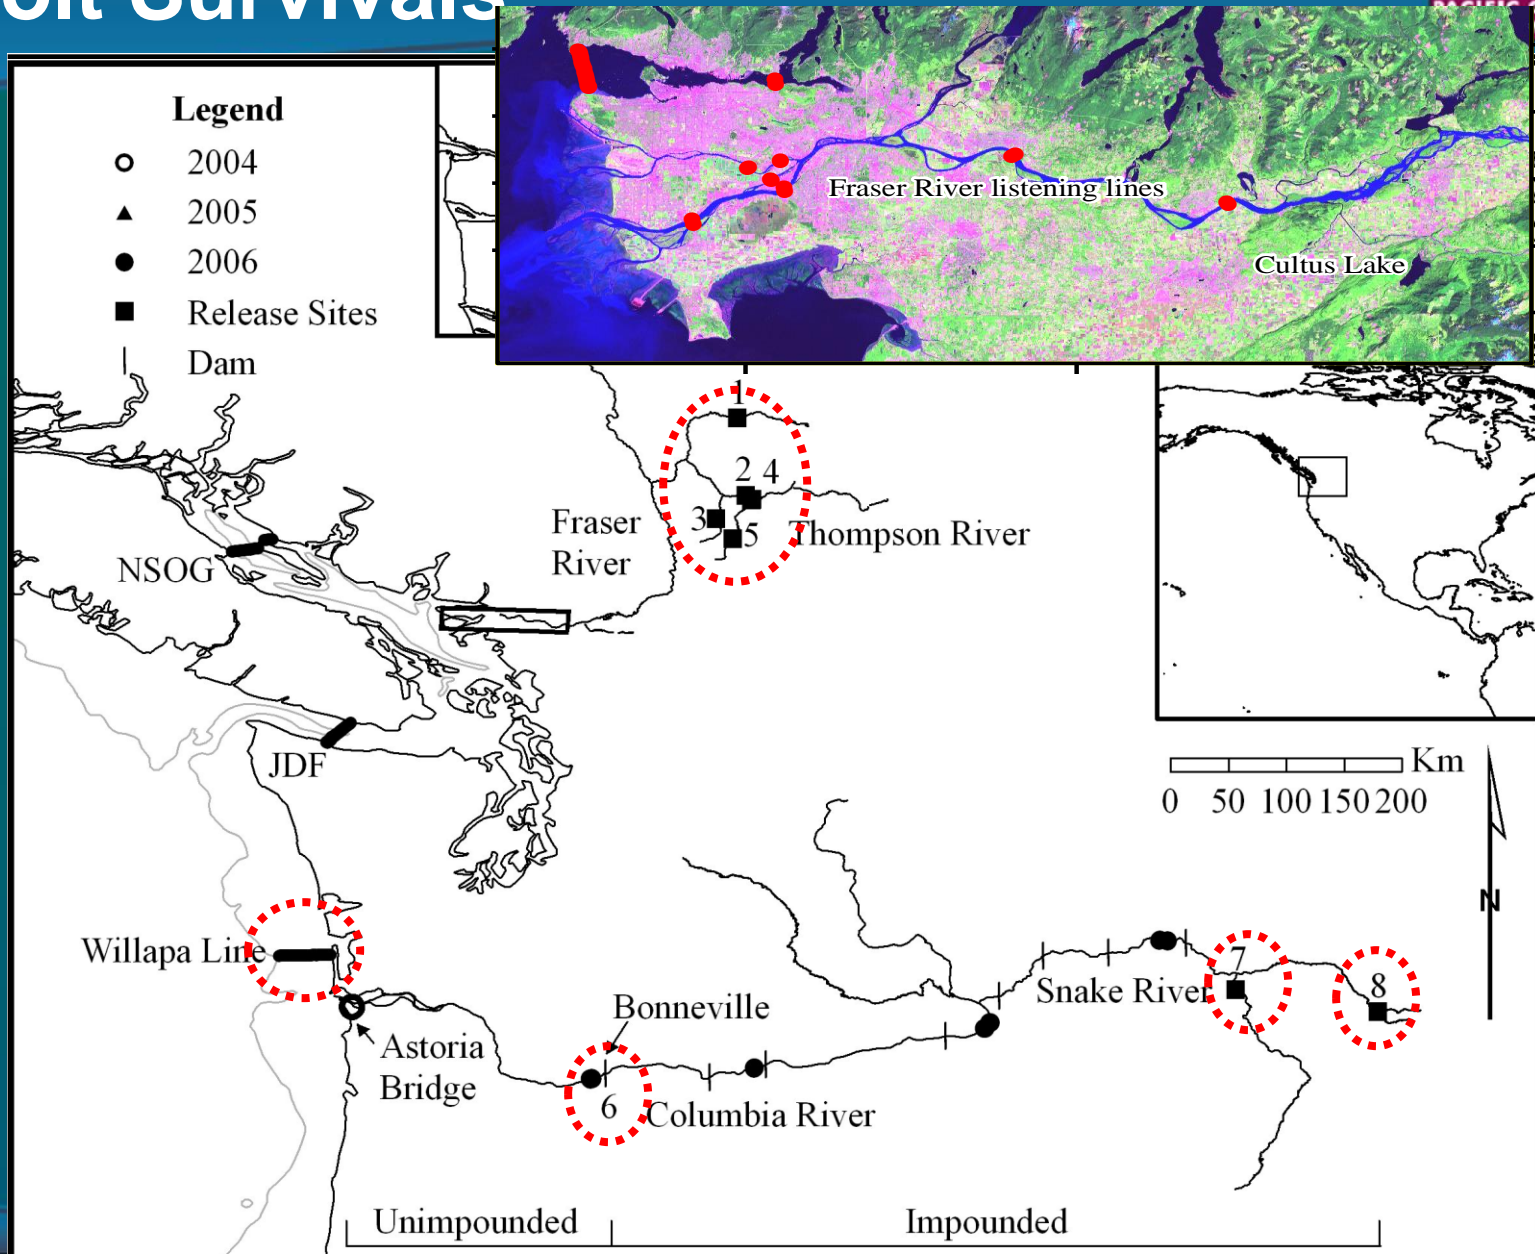 Survivals
Legend
2004
2005
2006
Release Sites
Dam
Fraser River listening lines
Cultus Lake
1
2 4
3
5
Fraser
River
Thompson River
NSOG
JDF
Km
0 50 100 150 200
N
Willapa Line
Astoria
Bridge
Bonneville
6
Columbia River
Snake River
7
8
Unimpounded
Impounded